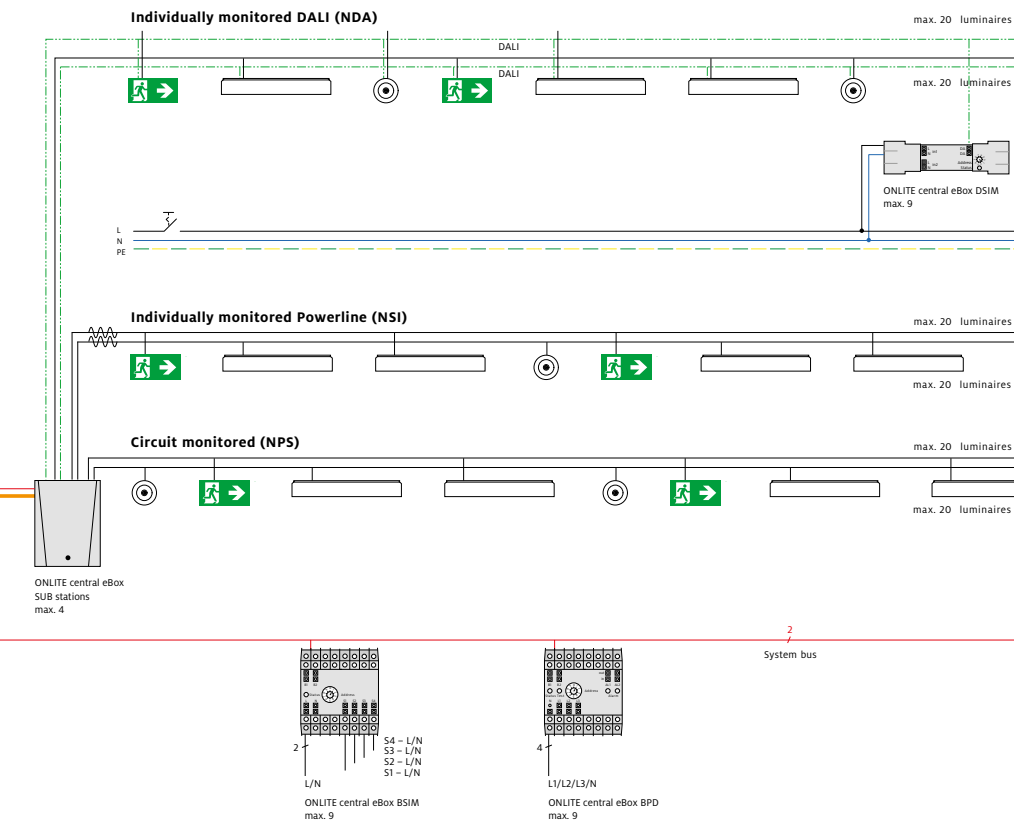 Individually monitored DALI (NDA)
max. 20 luminaires
DALI
DALI
max. 20 luminaires
ONLITE central eBox DSIM
max. 9
L
N
PE
Individually monitored Powerline (NSI)
max. 20 luminaires
max. 20 luminaires
Circuit monitored (NPS)
max. 20 luminaires
max. 20 luminaires
ONLITE central eBox
SUB stations
max. 4
2
System bus
2
S4 – L/N
S3 – L/N
S2 – L/N
S1 – L/N
L/N
ONLITE central eBox BSIM
max. 9
4
L1/L2/L3/N
ONLITE central eBox BPD
max. 9